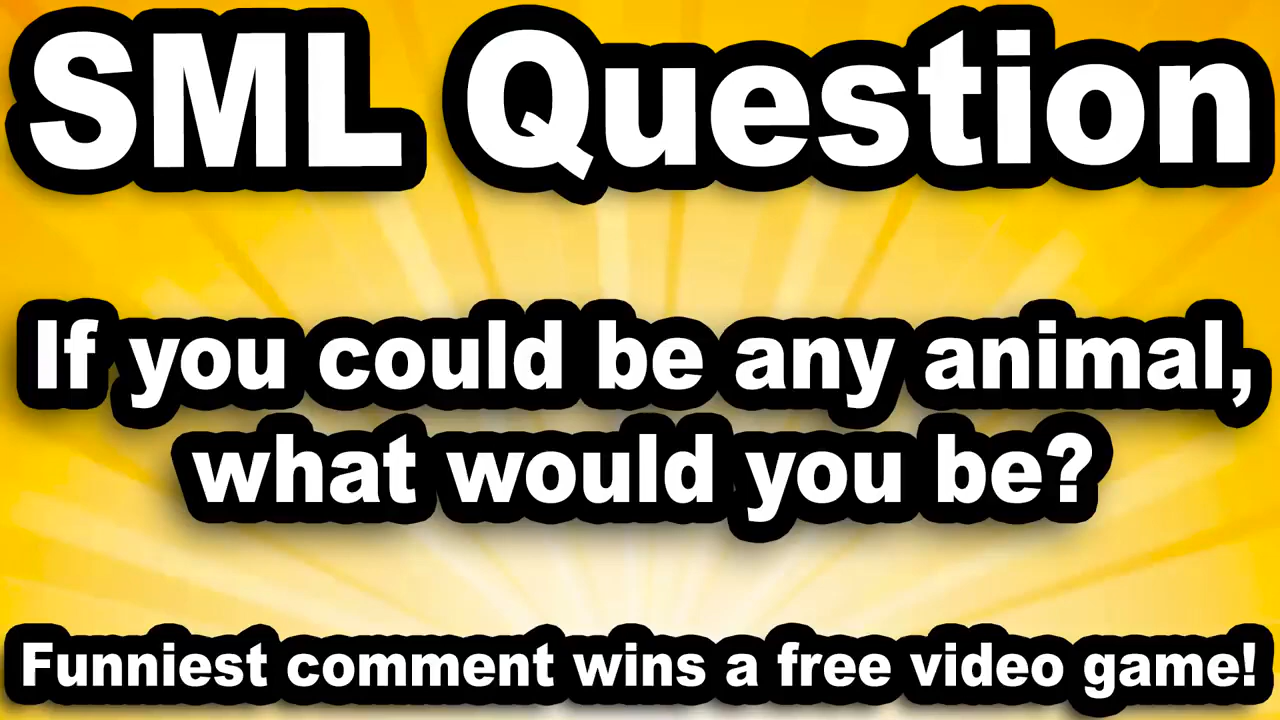 SML Question
If you could be any animal,
what would you be?
Funniest comment wins a free video game!